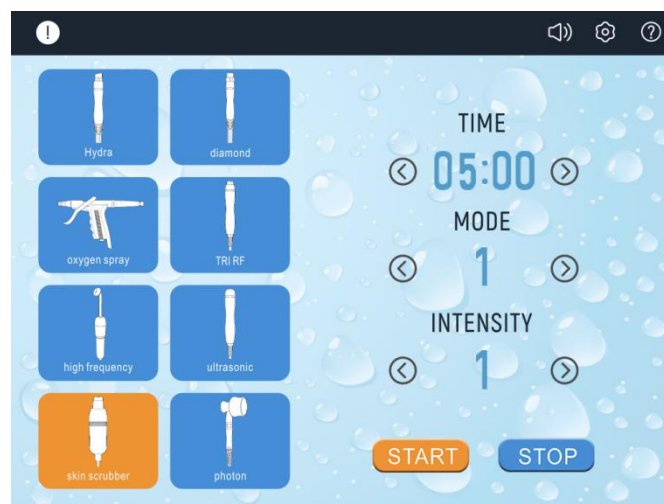 !
?
Hydra
diamond
oxygen spray
TRI RF
high frequency
ultrasonic
skin scrubber
photon
TIME
05:00
MODE
1
INTENSITY
1
START
STOP